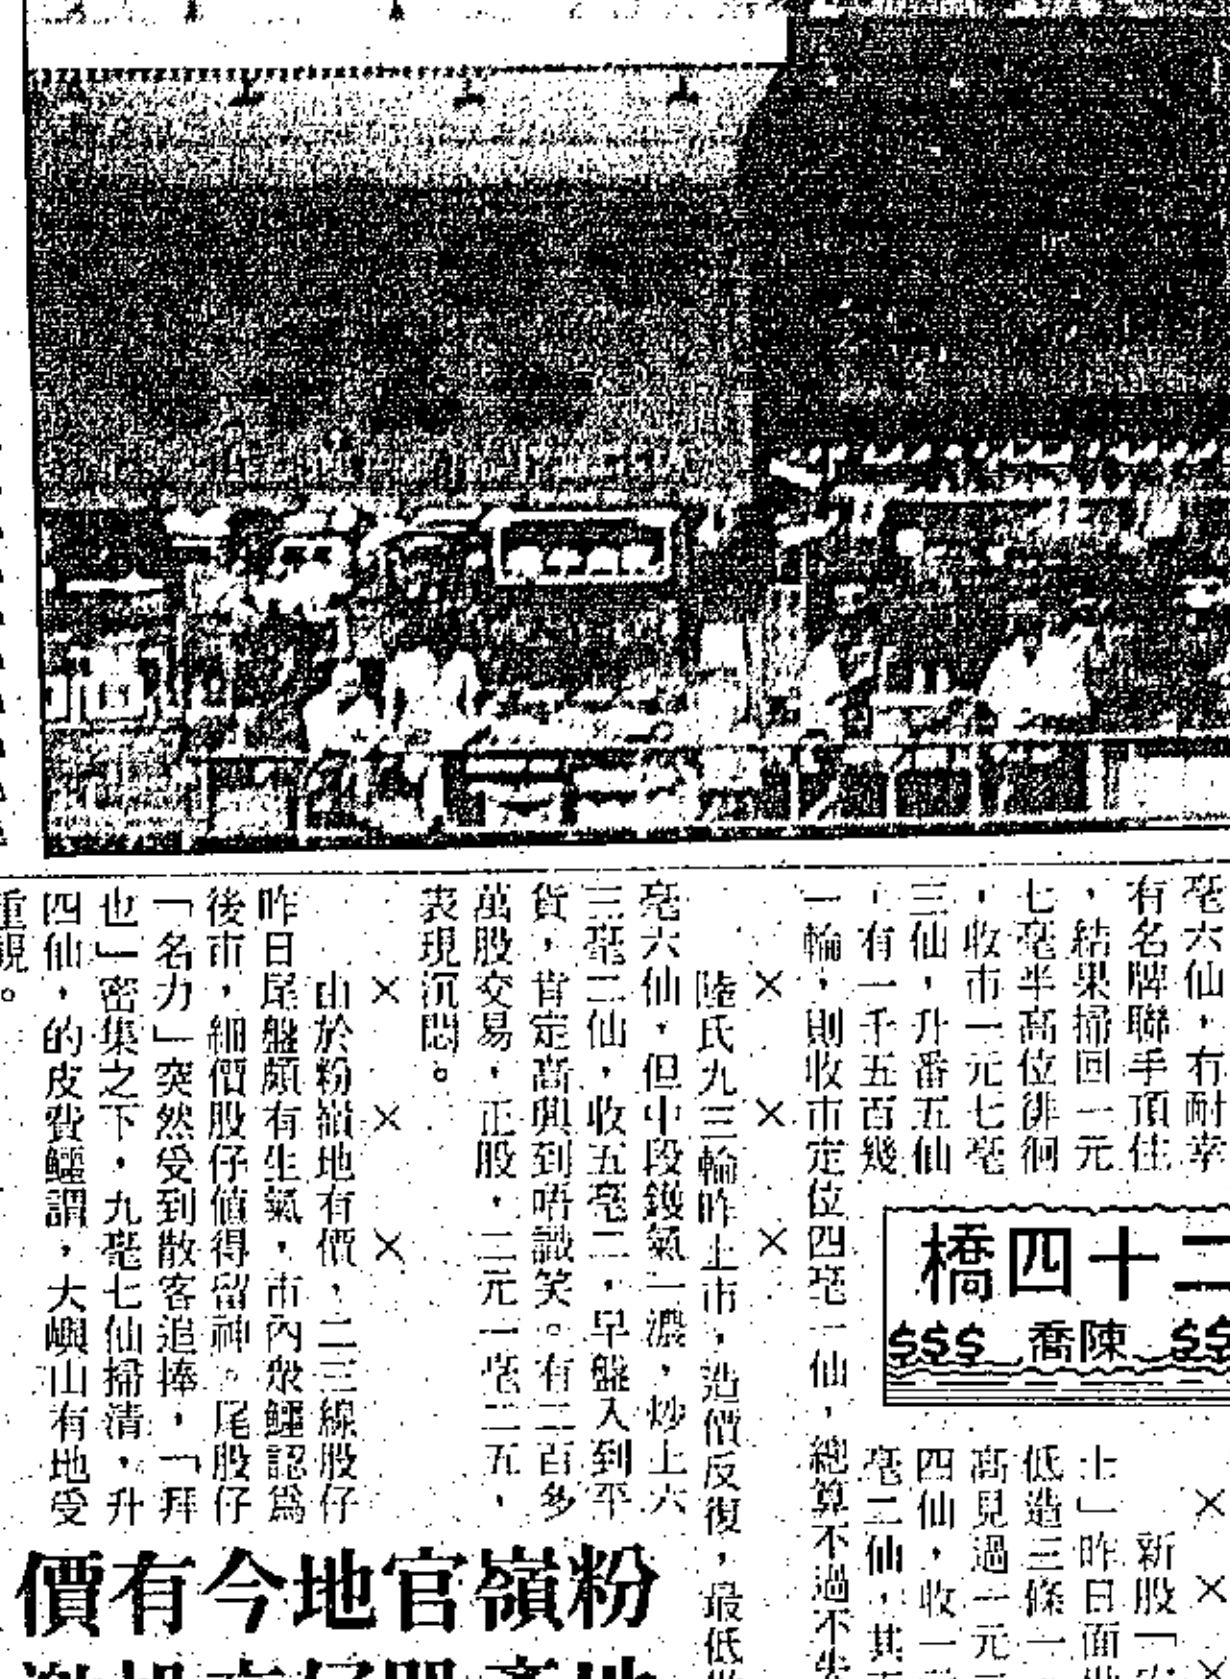 毫六仙，冇耐幸
有名牌聯手頂住
，結果掃回一元
七毫半高位徘徊
，收市一元七毫
三仙，升番五仙
，有一千五百幾
二十四橋
$$$ 陳喬 $$
新股「
士」昨日面
低造三條一
高見過一元
四仙，收一
毫二仙，其
一輪，則收市定位四毫一仙，總算不過不失
× × ×
陸氏九三輪昨上市，造價反復，最低
毫六仙，但中段鑊氣一濃，炒上六
三毫二仙，收五毫二，早盤入到平
貨，肯定高興到唔識笑。有二百多
萬股交易，正股，二元一毫二五，
表現沉悶。
× × ×
由於粉嶺地有價，二三線股仔
昨日尾盤頗有生氣，市內衆鱷認爲
後市，細價股仔值得留神。尾股仔
「名力」突然受到散客追捧，「拜
也」密集之下，九毫七仙掃清，升
四仙，的皮費鱷謂，大嶼山有地受
重視。
粉嶺官地今有價